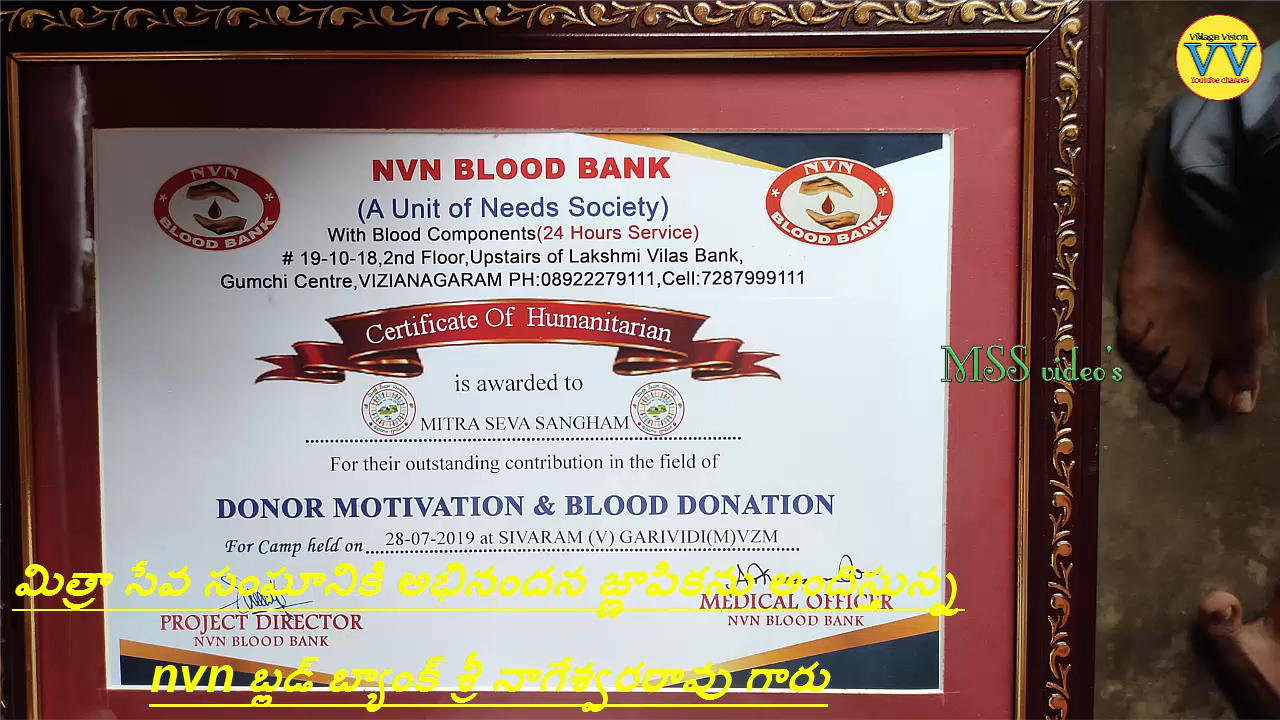 Village Vision
VV
Youtube channel
NVN
BLOOD BANK
NVN
BLOOD BANK
NVN BLOOD BANK
(A Unit of Needs Society)
With Blood Components(24 Hours Service)
# 19-10-18,2nd Floor,Upstairs of Lakshmi Vilas Bank,
Gumchi Centre,VIZIANAGARAM PH:08922279111,Cell:7287999111
Certificate Of Humanitarian
MSS video's
is awarded to
MITRA SEVA SANGHAM
For their outstanding contribution in the field of
DONOR MOTIVATION & BLOOD DONATION
For Camp held on 28-07-2019 at SIVARAM (V) GARIVIDI(M)VZM
మిత్రా సేవ సంఘానికి అభినందన జ్ఞాపికను అందిస్తున్న
PROJECT DIRECTOR
NVN BLOOD BANK
MEDICAL OFFICER
NVN BLOOD BANK
nvn బ్లడ్ బ్యాంక్ శ్రీ నాగేశ్వరరావు గారు